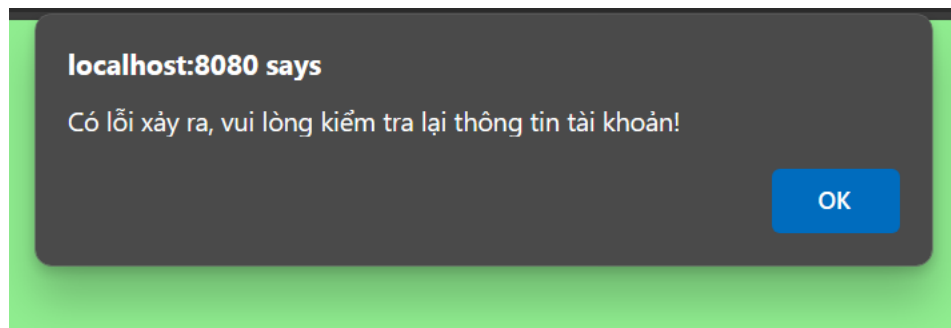 localhost:8080 says
Có lỗi xảy ra, vui lòng kiểm tra lại thông tin tài khoản!
OK